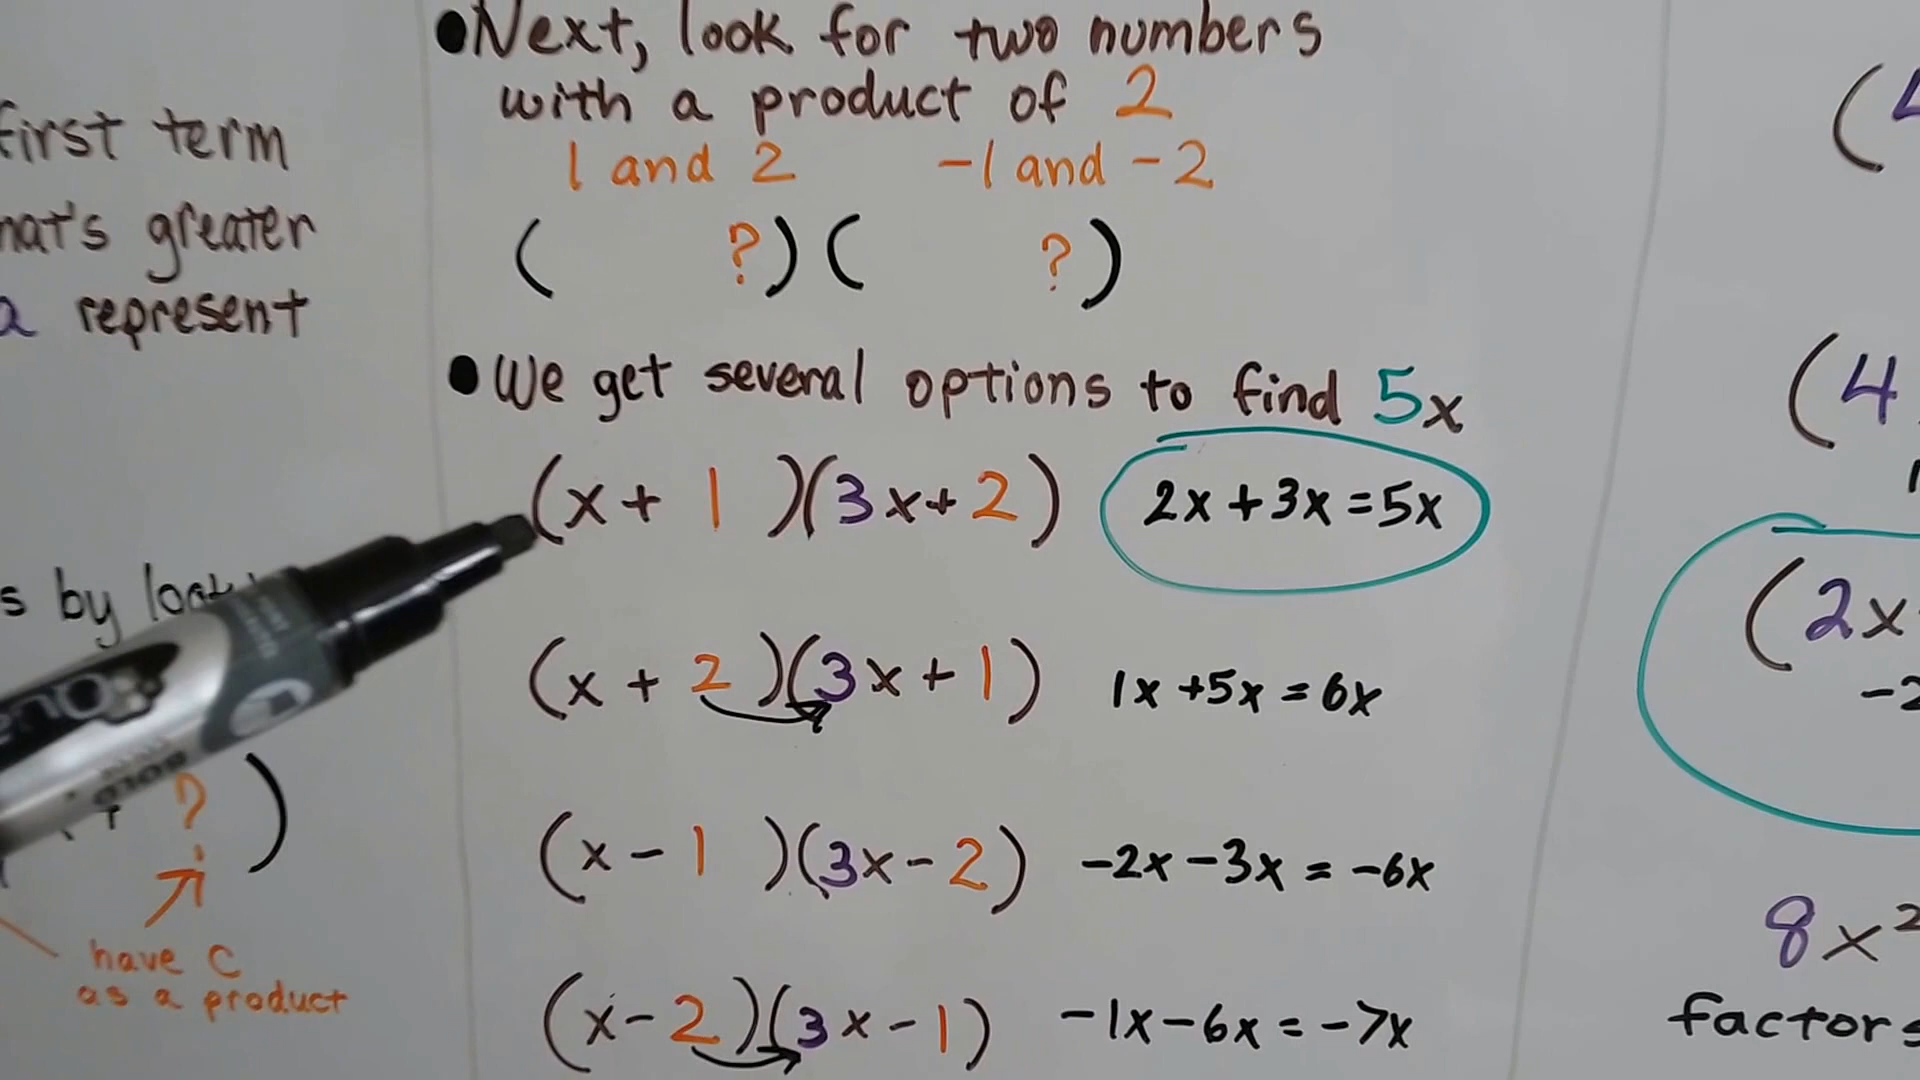 first term
hat's greater
a represent
s by look
?
)
have C
as a product
• Next, look for two numbers
with a product of 2
1 and 2 -1 and -2
( ?)( ?)
• We get several options to find 5x
(x + 1 )(3x + 2) 2x + 3x = 5x
(x + 2 )(3x + 1) 1x + 5x = 6x
(x - 1 )(3x - 2) -2x - 3x = -6x
(x - 2)(3x - 1) -1x - 6x = -7x
(4
(2x
-2
8x²
factors
BOLD